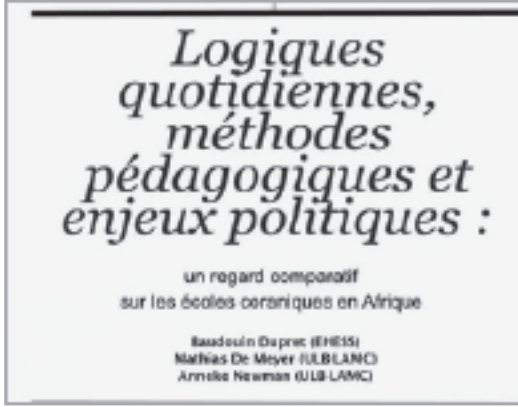 Logiques
quotidiennes,
méthodes
pédagogiques et
enjeux politiques :
un regard comparatif
sur les écoles coraniques en Afrique
Baudouin Dupret (EHESS)
Nathias De Meyer (ULB-LAMC)
Anneke Newman (ULB-LAMC)